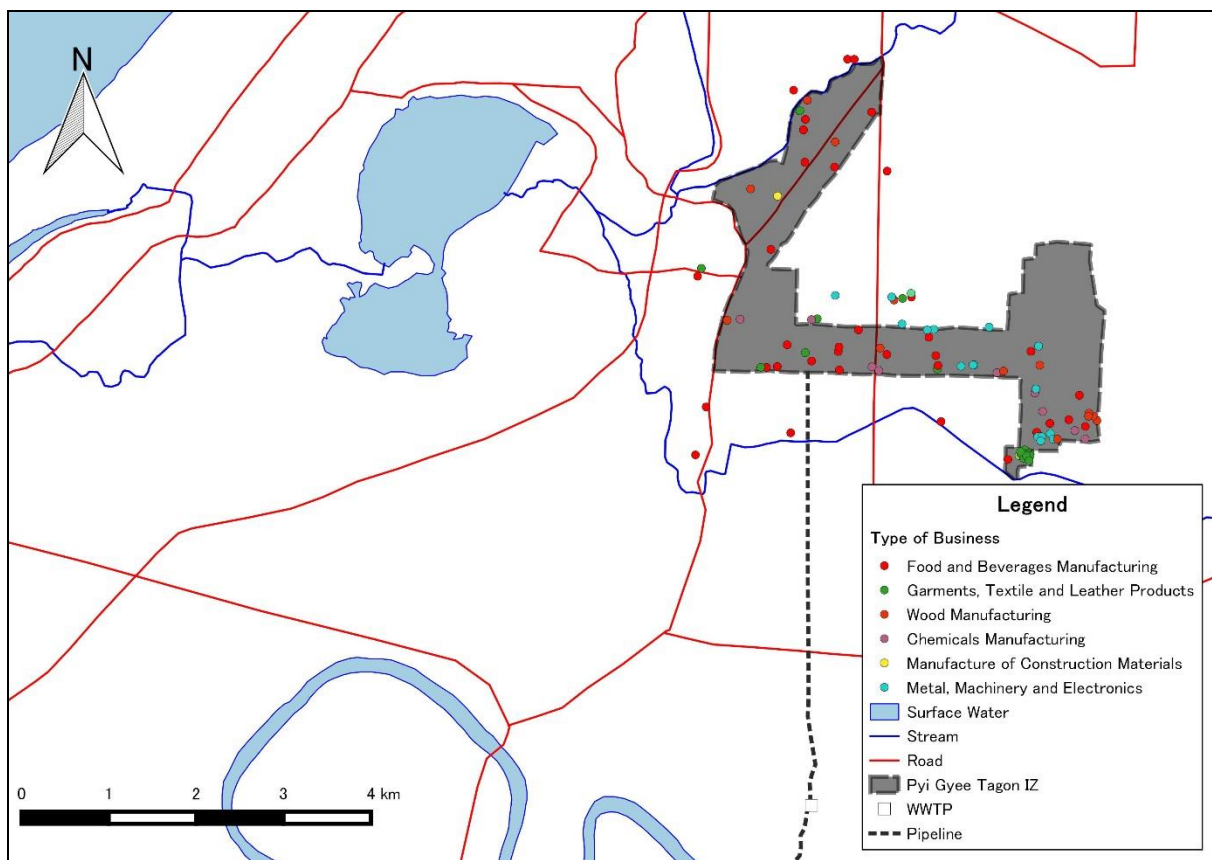 N
Legend
Type of Business
Food and Beverages Manufacturing
Garments, Textile and Leather Products
Wood Manufacturing
Chemicals Manufacturing
Manufacture of Construction Materials
Metal, Machinery and Electronics
Surface Water
Stream
Road
Pyi Gyee Tagon IZ
WWTP
Pipeline
0 1 2 3 4 km